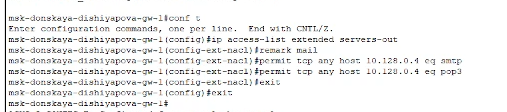 msk-donskaya-dishiyapova-gw-1#conf t
Enter configuration commands, one per line.  End with CNTL/Z.
msk-donskaya-dishiyapova-gw-1(config)#ip access-list extended servers-out
msk-donskaya-dishiyapova-gw-1(config-ext-nacl)#remark mail
msk-donskaya-dishiyapova-gw-1(config-ext-nacl)#permit tcp any host 10.128.0.4 eq smtp
msk-donskaya-dishiyapova-gw-1(config-ext-nacl)#permit tcp any host 10.128.0.4 eq pop3
msk-donskaya-dishiyapova-gw-1(config-ext-nacl)#exit
msk-donskaya-dishiyapova-gw-1(config)#exit
msk-donskaya-dishiyapova-gw-1#